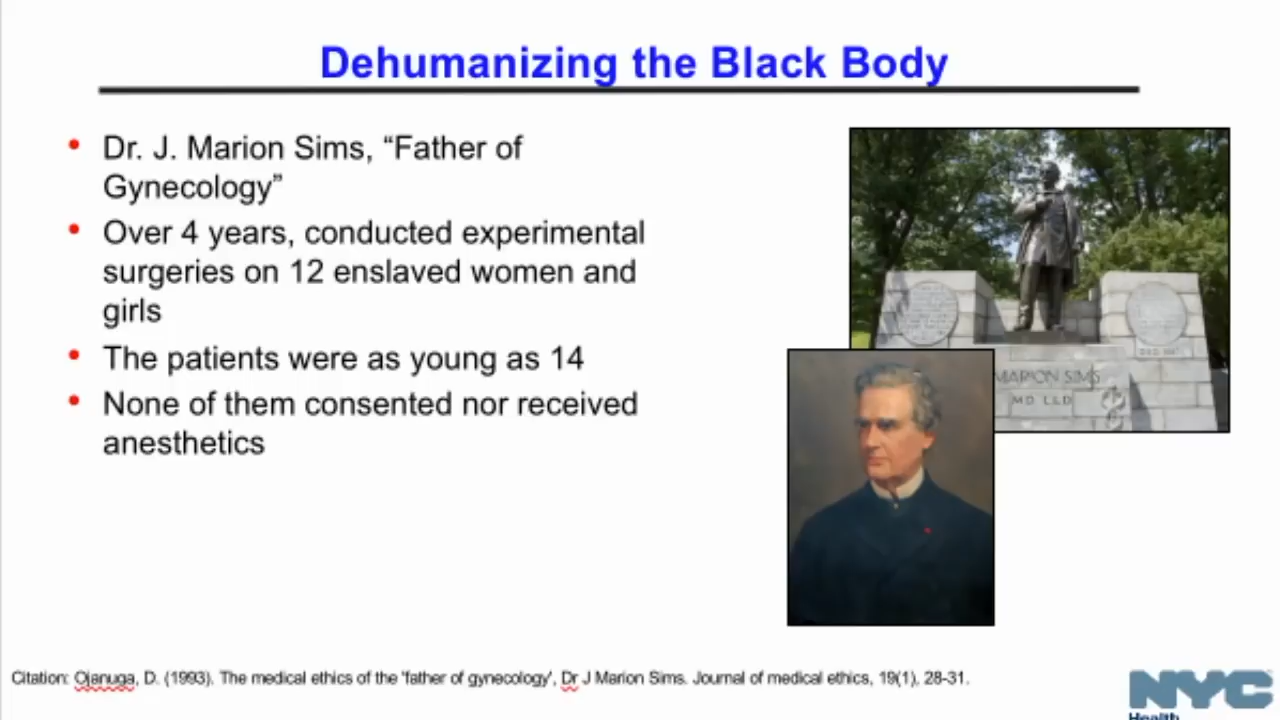 Dehumanizing the Black Body
• Dr. J. Marion Sims, “Father of
Gynecology”
• Over 4 years, conducted experimental
surgeries on 12 enslaved women and
girls
• The patients were as young as 14
• None of them consented nor received
anesthetics
MARION SIMS
M D LL.D
Citation: Ojanuga, D. (1993). The medical ethics of the 'father of gynecology', Dr J Marion Sims. Journal of medical ethics, 19(1), 28-31.
NYC
Health